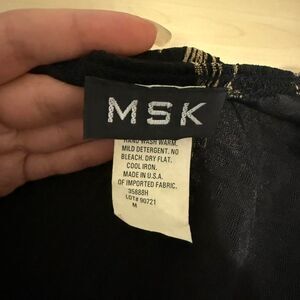 MSK
HAND WASH WARM.
MILD DETERGENT. NO
BLEACH. DRY FLAT.
COOL IRON.
MADE IN U.S.A.
OF IMPORTED FABRIC.
35888H
LOT# 90721
M